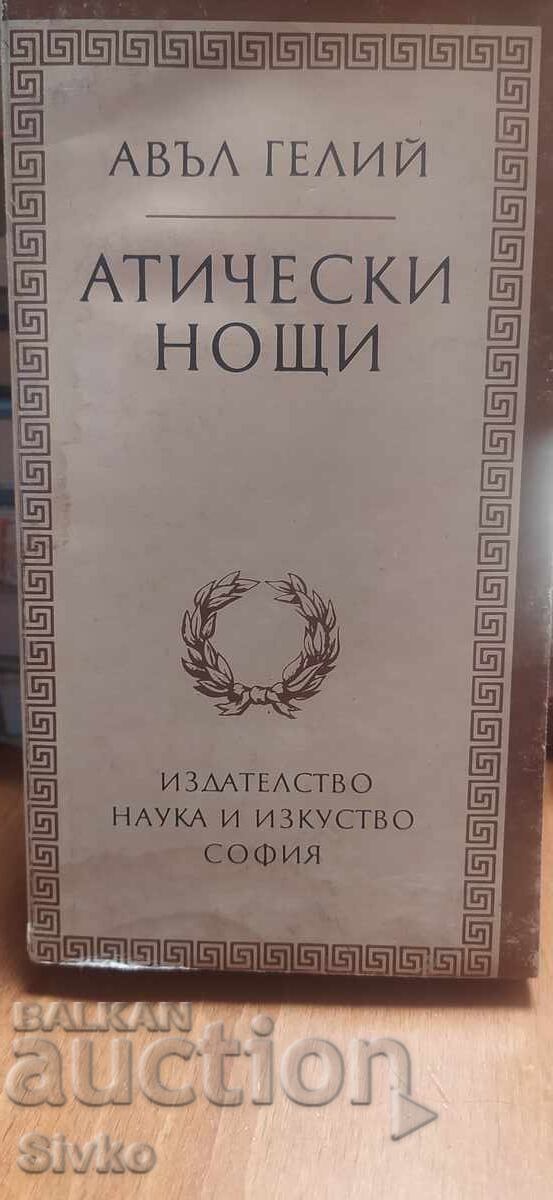 АВЪЛ ГЕЛИЙ
АТИЧЕСКИ
НОЩИ
ИЗДАТЕЛСТВО
НАУКА И ИЗКУСТВО
СОФИЯ
BALKAN
auction
Sivko